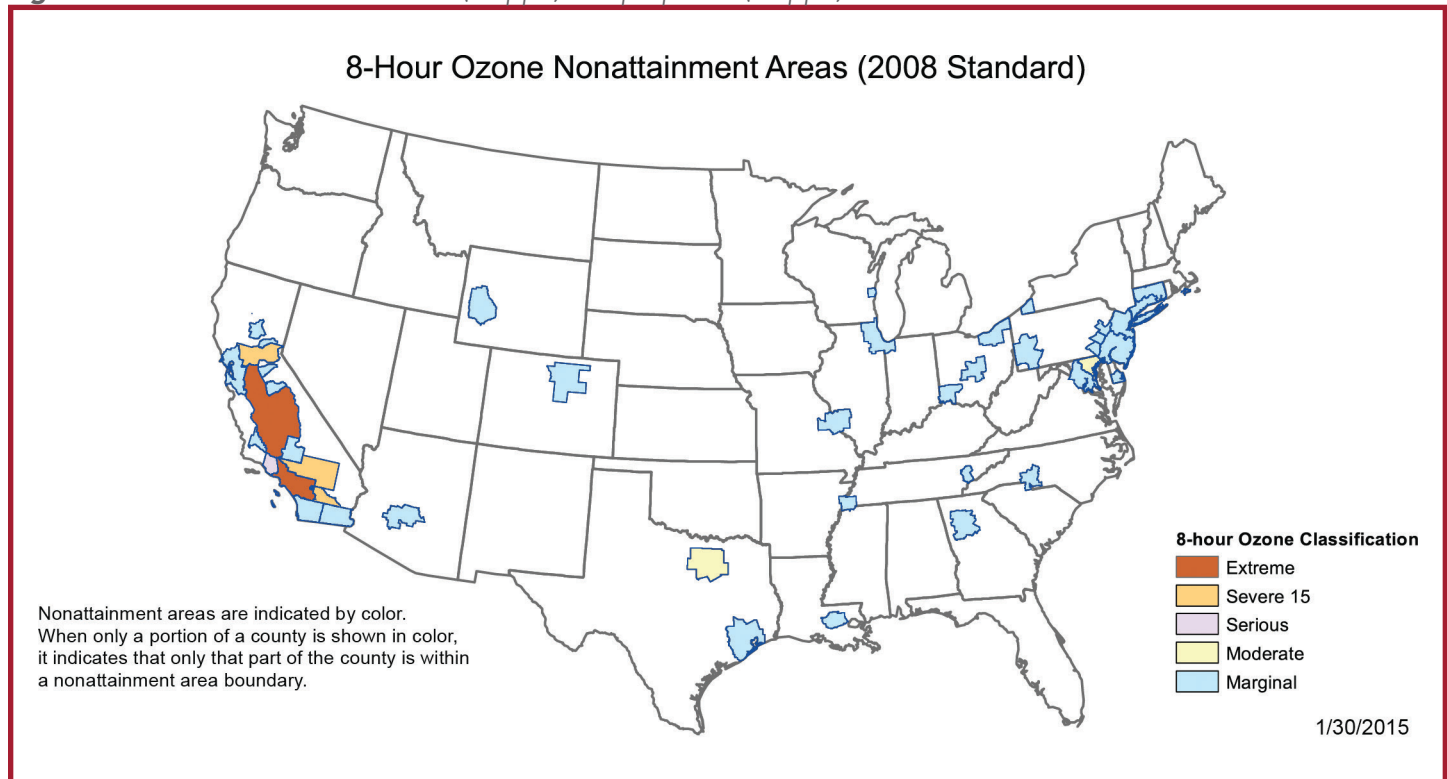 8-Hour Ozone Nonattainment Areas (2008 Standard)
8-hour Ozone Classification
Extreme
Severe 15
Serious
Moderate
Marginal
Nonattainment areas are indicated by color.
When only a portion of a county is shown in color,
it indicates that only that part of the county is within
a nonattainment area boundary.
1/30/2015